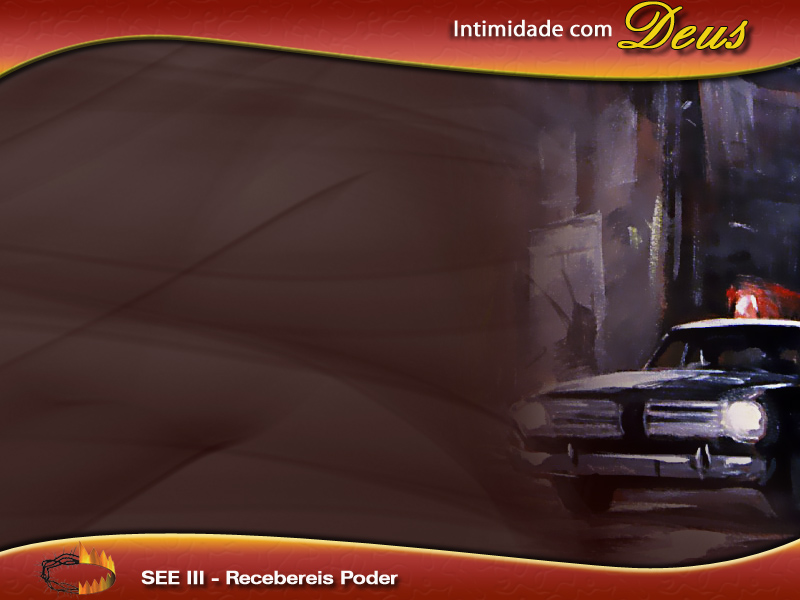 Intimidade com Deus
SEE III - Recebereis Poder